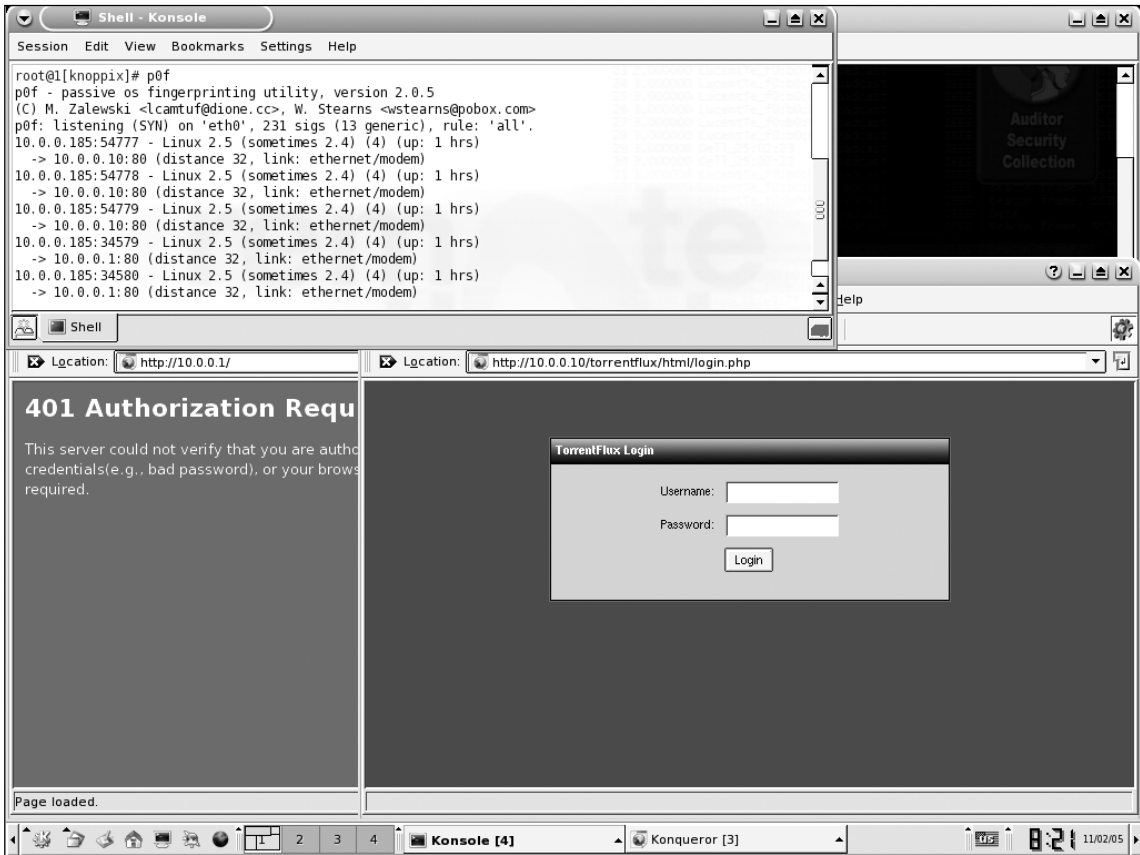 Shell - Konsole
Session Edit View Bookmarks Settings Help
root@1[knoppix]# p0f
p0f - passive os fingerprinting utility, version 2.0.5
(C) M. Zalewski <lcamtuf@dione.cc>, W. Stearns <wstearns@pobox.com>
p0f: listening (SYN) on 'eth0', 231 sigs (13 generic), rule: 'all'.
10.0.0.185:54777 - Linux 2.5 (sometimes 2.4) (4) (up: 1 hrs)
-> 10.0.0.10:80 (distance 32, link: ethernet/modem)
10.0.0.185:54778 - Linux 2.5 (sometimes 2.4) (4) (up: 1 hrs)
-> 10.0.0.10:80 (distance 32, link: ethernet/modem)
10.0.0.185:54779 - Linux 2.5 (sometimes 2.4) (4) (up: 1 hrs)
-> 10.0.0.10:80 (distance 32, link: ethernet/modem)
10.0.0.185:34579 - Linux 2.5 (sometimes 2.4) (4) (up: 1 hrs)
-> 10.0.0.1:80 (distance 32, link: ethernet/modem)
10.0.0.185:34580 - Linux 2.5 (sometimes 2.4) (4) (up: 1 hrs)
-> 10.0.0.1:80 (distance 32, link: ethernet/modem)
Shell
Auditor
Security
Collection
Help
Location: http://10.0.0.1/
401 Authorization Requ
This server could not verify that you are autho
credentials(e.g., bad password), or your brows
required.
Page loaded.
Location: http://10.0.0.10/torrentflux/html/login.php
TorrentFlux Login
Username:
Password:
Login
1 2 3 4
Konsole [4]
Konqueror [3]
8:21
11/02/05